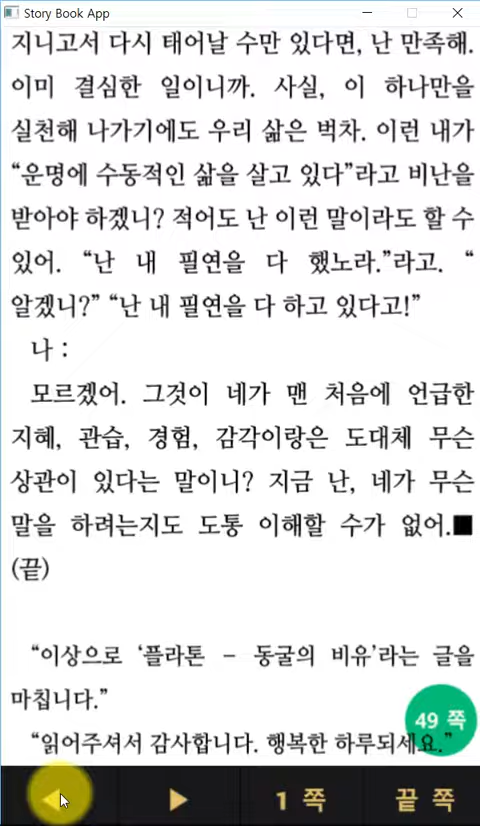 Story Book App
지니고서 다시 태어날 수만 있다면, 난 만족해.
이미 결심한 일이니까. 사실, 이 하나만을
실천해 나가기에도 우리 삶은 벅차. 이런 내가
“운명에 수동적인 삶을 살고 있다”라고 비난을
받아야 하겠니? 적어도 난 이런 말이라도 할 수
있어. “난 내 필연을 다 했노라.”라고. “
알겠니?” “난 내 필연을 다 하고 있다고!”
나 :
모르겠어. 그것이 네가 맨 처음에 언급한
지혜, 관습, 경험, 감각이랑은 도대체 무슨
상관이 있다는 말이니? 지금 난, 네가 무슨
말을 하려는지도 도통 이해할 수가 없어.■
(끝)
“이상으로 ‘플라톤 - 동굴의 비유’라는 글을
마칩니다.”
“읽어주셔서 감사합니다. 행복한 하루되세요.”
49 쪽
1 쪽
끝 쪽